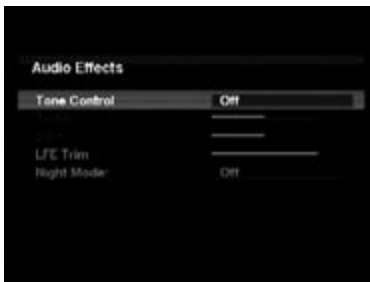 Audio Effects
Tone Control Off
LFE Trim
Night Mode: Off